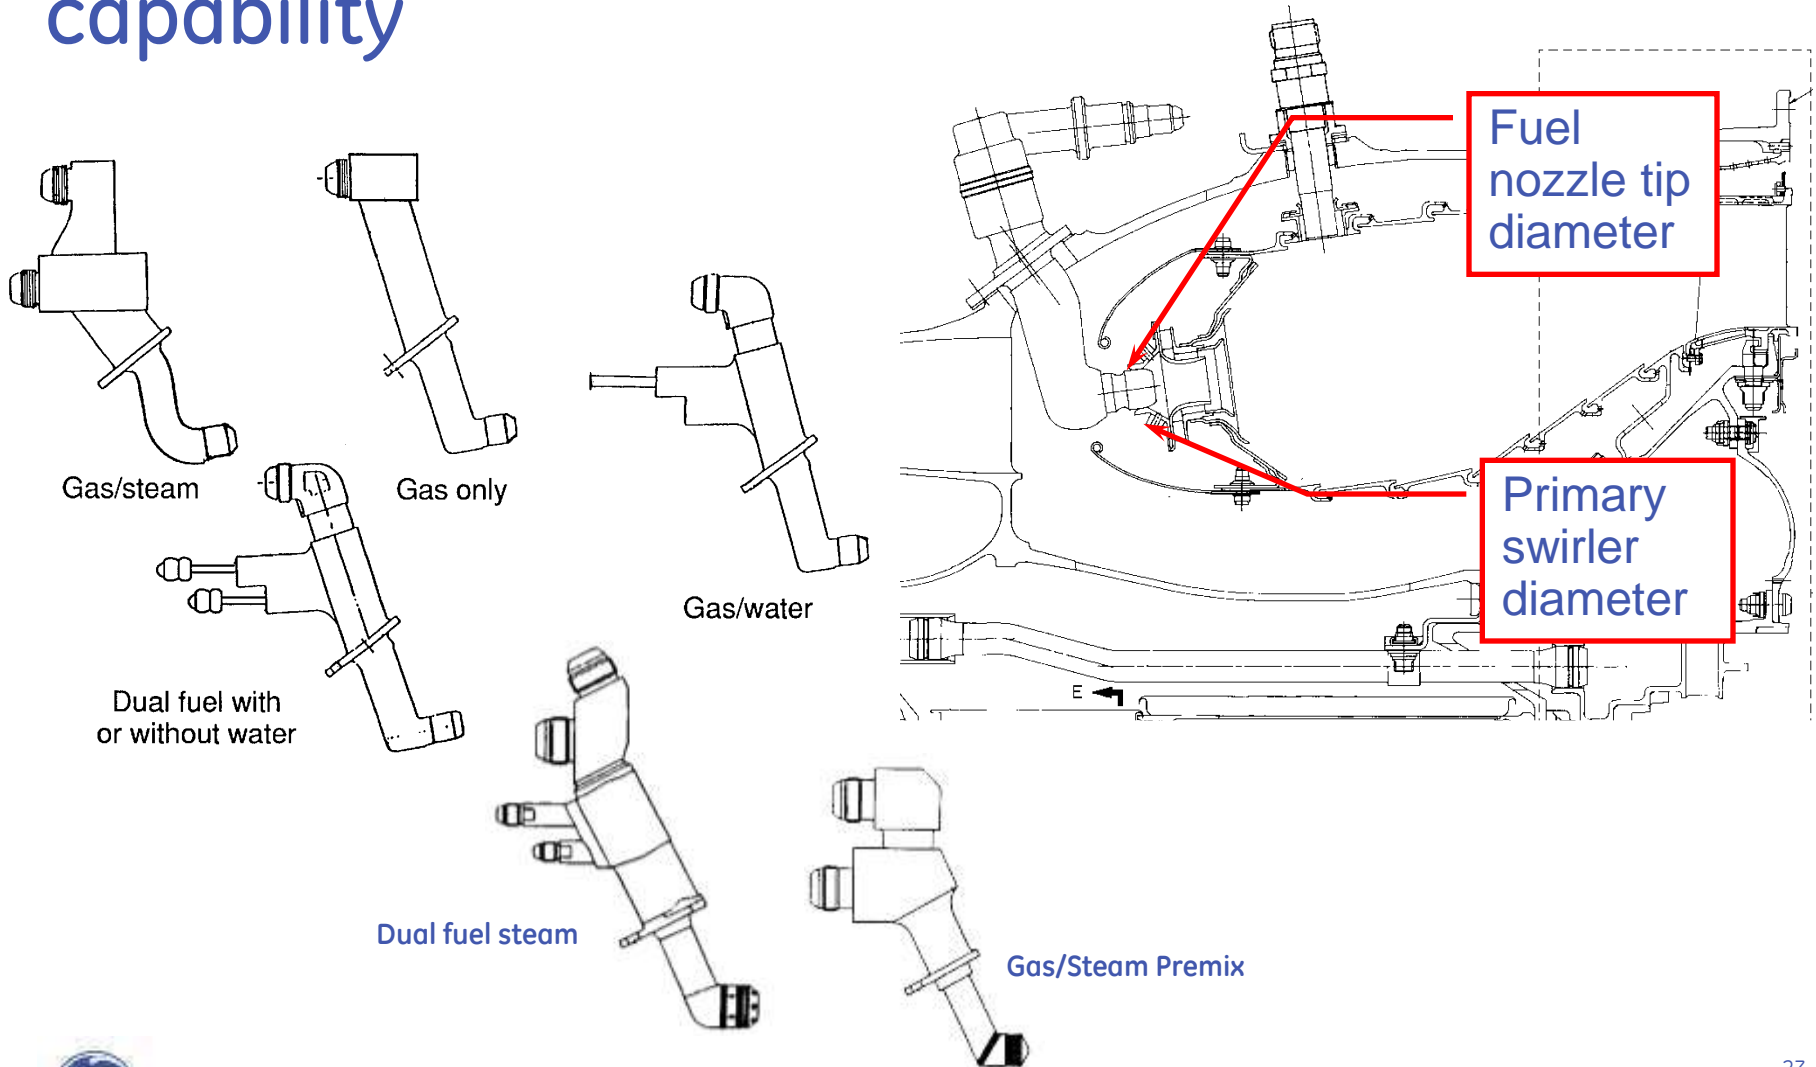 capability
Fuel
nozzle tip
diameter
Gas/steam
Gas only
Gas/water
Primary
swirler
diameter
Dual fuel with
or without water
E
Dual fuel steam
Gas/Steam Premix